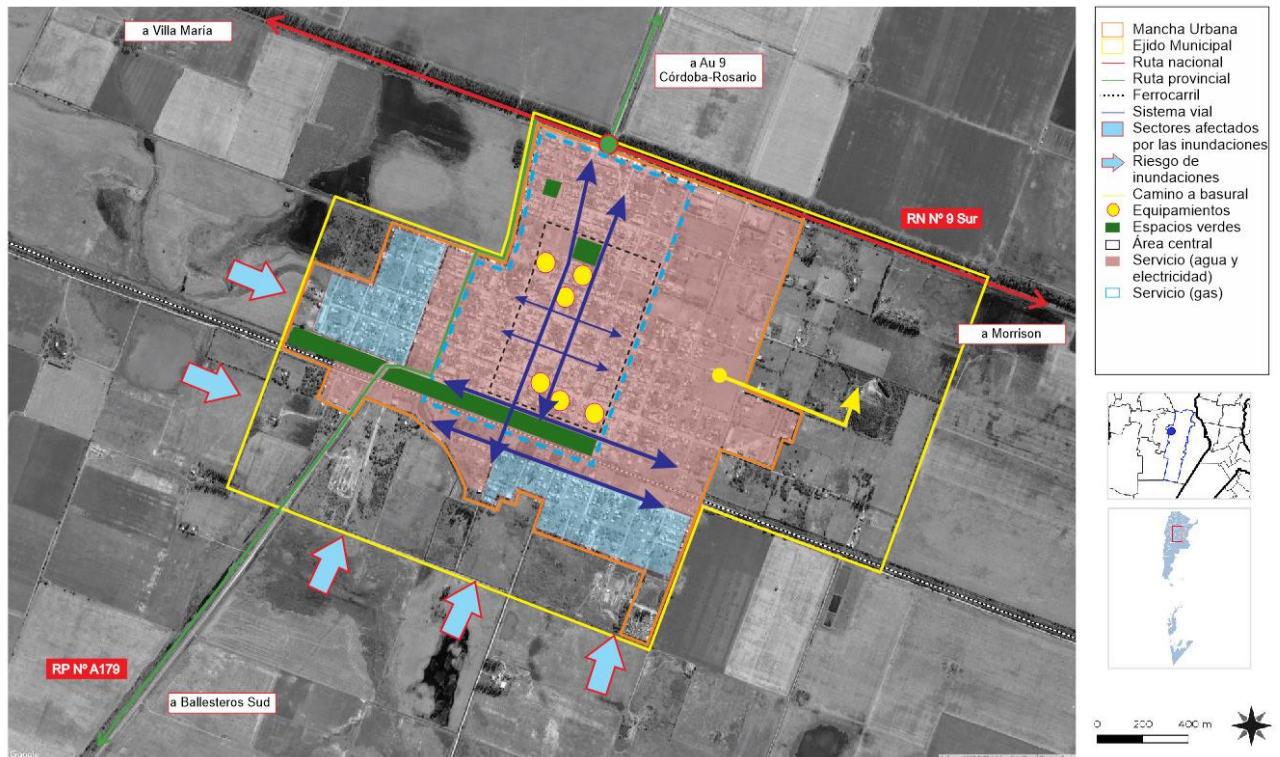 a Villa María
a Au 9
Córdoba-Rosario
RN Nº 9 Sur
a Morrison
RP Nº A179
a Ballesteros Sud
Google
Mancha Urbana
Ejido Municipal
Ruta nacional
Ruta provincial
Ferrocarril
Sistema vial
Sectores afectados
por las inundaciones
Riesgo de
inundaciones
Camino a basural
Equipamientos
Espacios verdes
Área central
Servicio (agua y
electricidad)
Servicio (gas)
0 200 400 m